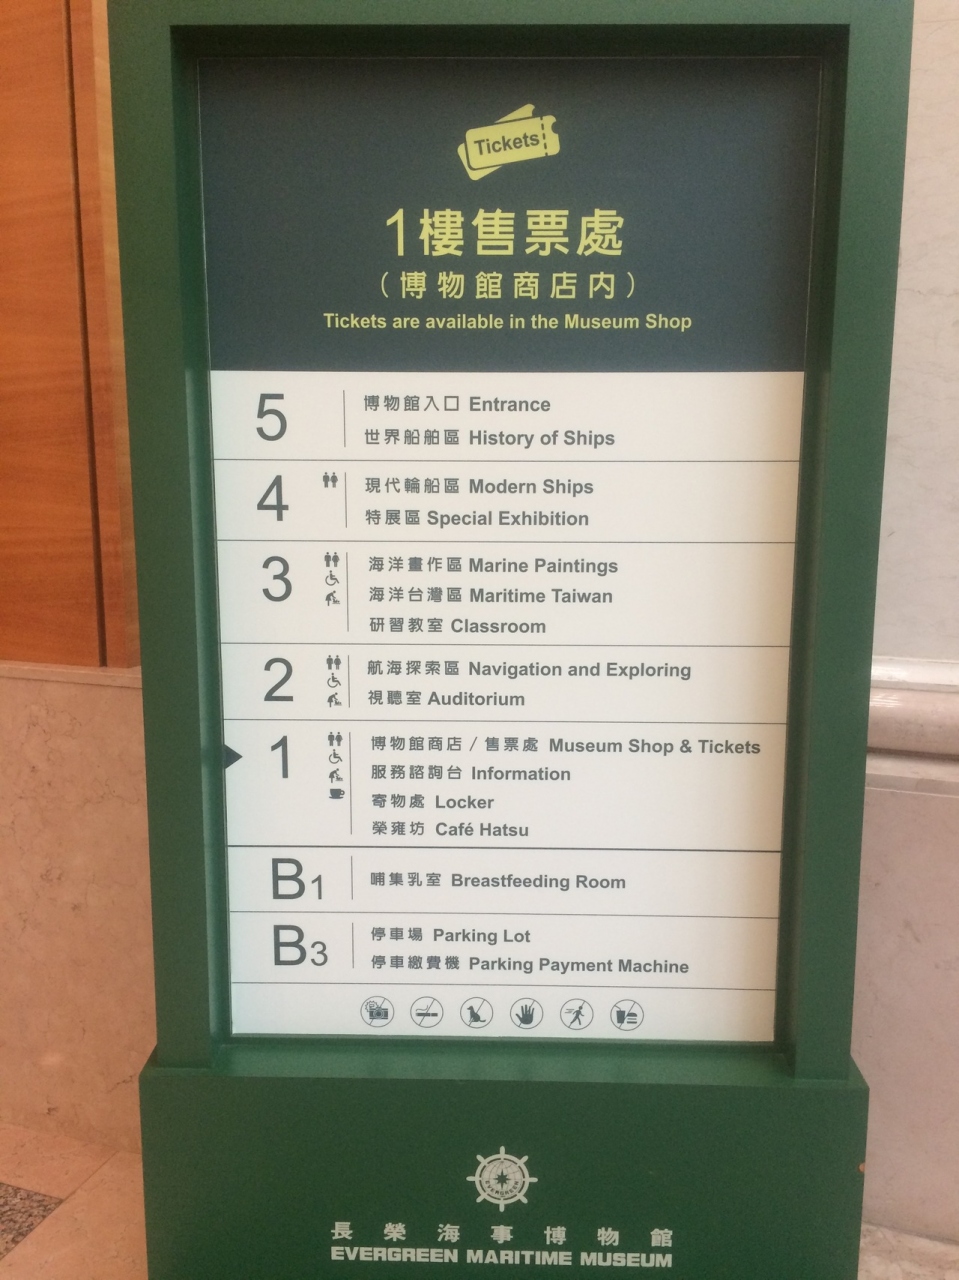 Tickets
1樓售票處
（博物館商店內）
Tickets are available in the Museum Shop
5
博物館入口 Entrance
世界船舶區 History of Ships
4
現代輪船區 Modern Ships
特展區 Special Exhibition
3
海洋畫作區 Marine Paintings
海洋台灣區 Maritime Taiwan
研習教室 Classroom
2
航海探索區 Navigation and Exploring
視聽室 Auditorium
1
博物館商店 / 售票處 Museum Shop & Tickets
服務諮詢台 Information
寄物處 Locker
榮雍坊 Café Hatsu
B1
哺集乳室 Breastfeeding Room
B3
停車場 Parking Lot
停車繳費機 Parking Payment Machine
EVERGREEN
長榮海事博物館
EVERGREEN MARITIME MUSEUM